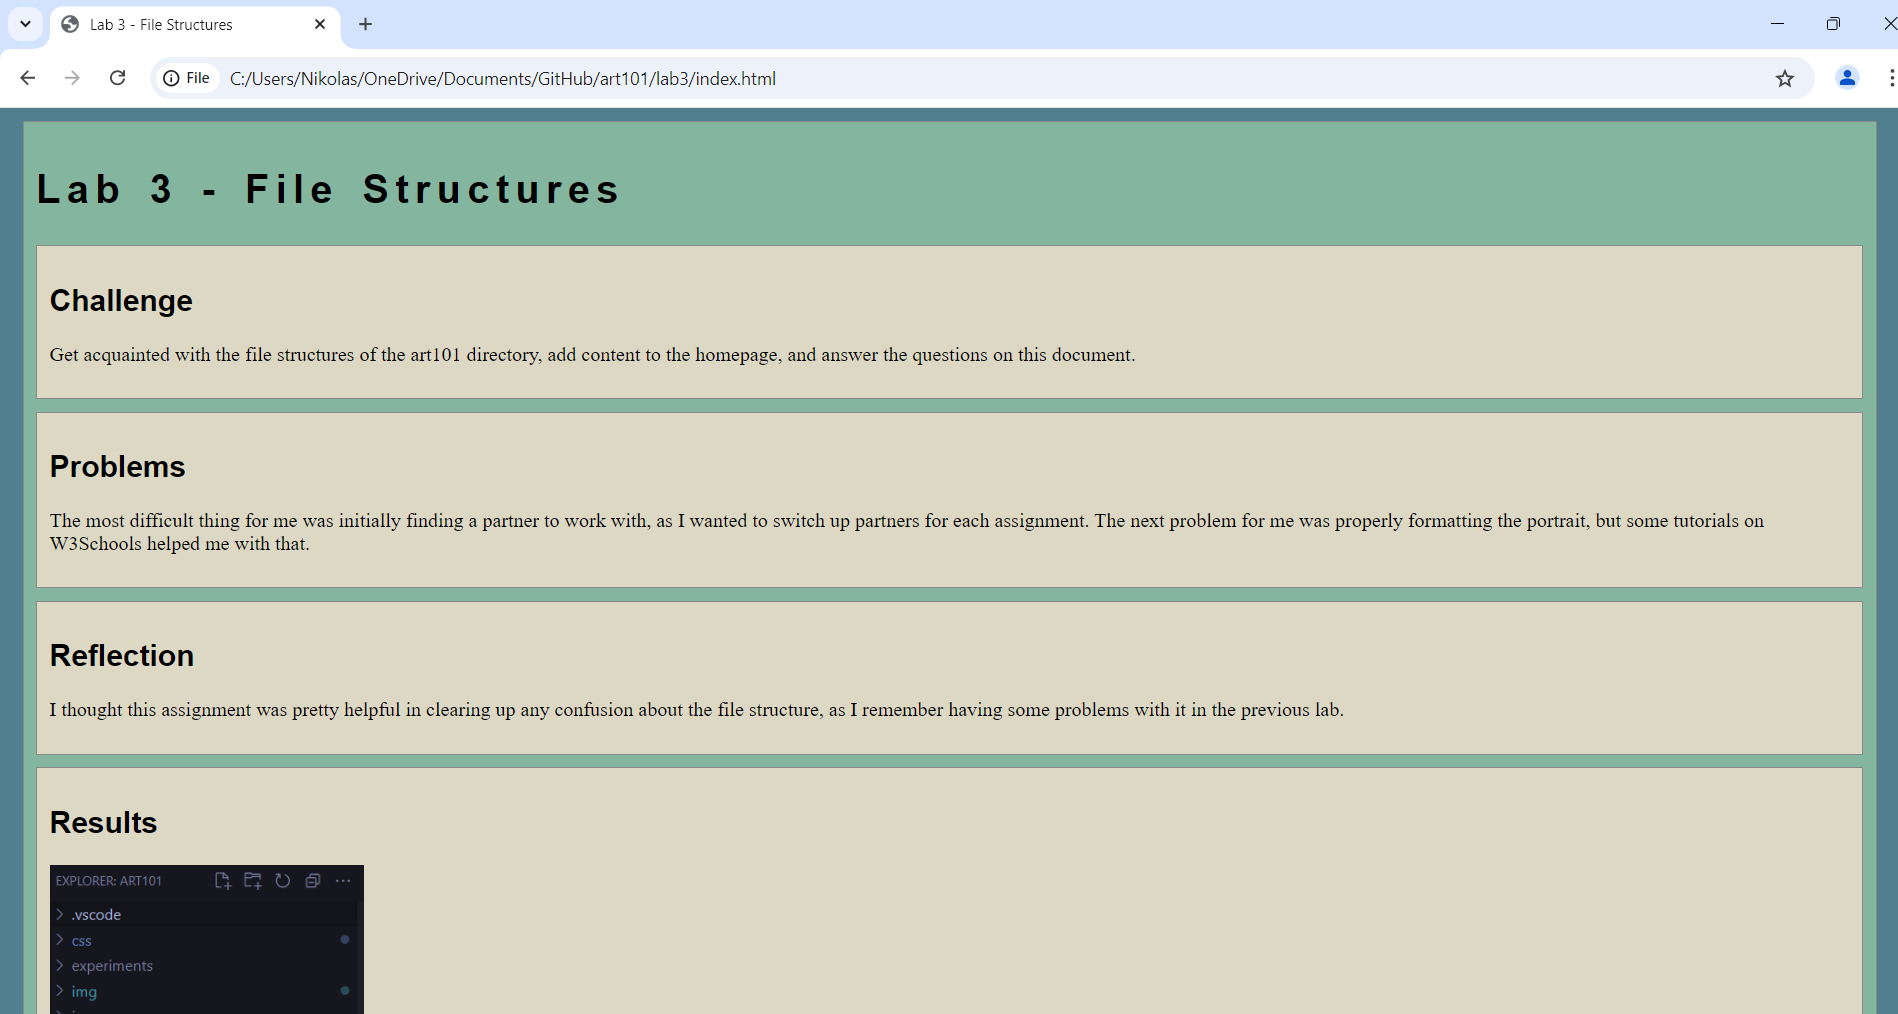 Lab 3 - File Structures
File
C:/Users/Nikolas/OneDrive/Documents/GitHub/art101/lab3/index.html
Lab 3 - File Structures
Challenge
Get acquainted with the file structures of the art101 directory, add content to the homepage, and answer the questions on this document.
Problems
The most difficult thing for me was initially finding a partner to work with, as I wanted to switch up partners for each assignment. The next problem for me was properly formatting the portrait, but some tutorials on
W3Schools helped me with that.
Reflection
I thought this assignment was pretty helpful in clearing up any confusion about the file structure, as I remember having some problems with it in the previous lab.
Results
EXPLORER: ART101
.vscode
css
experiments
img